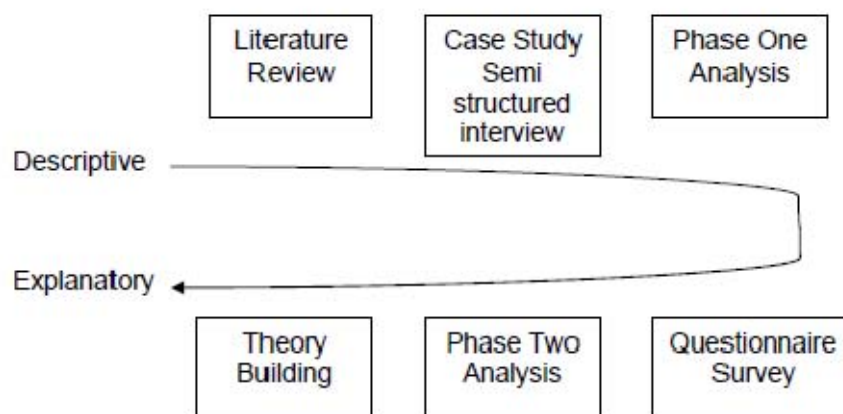 Literature
Review
Case Study
Semi
structured
interview
Phase One
Analysis
Descriptive
Explanatory
Theory
Building
Phase Two
Analysis
Questionnaire
Survey